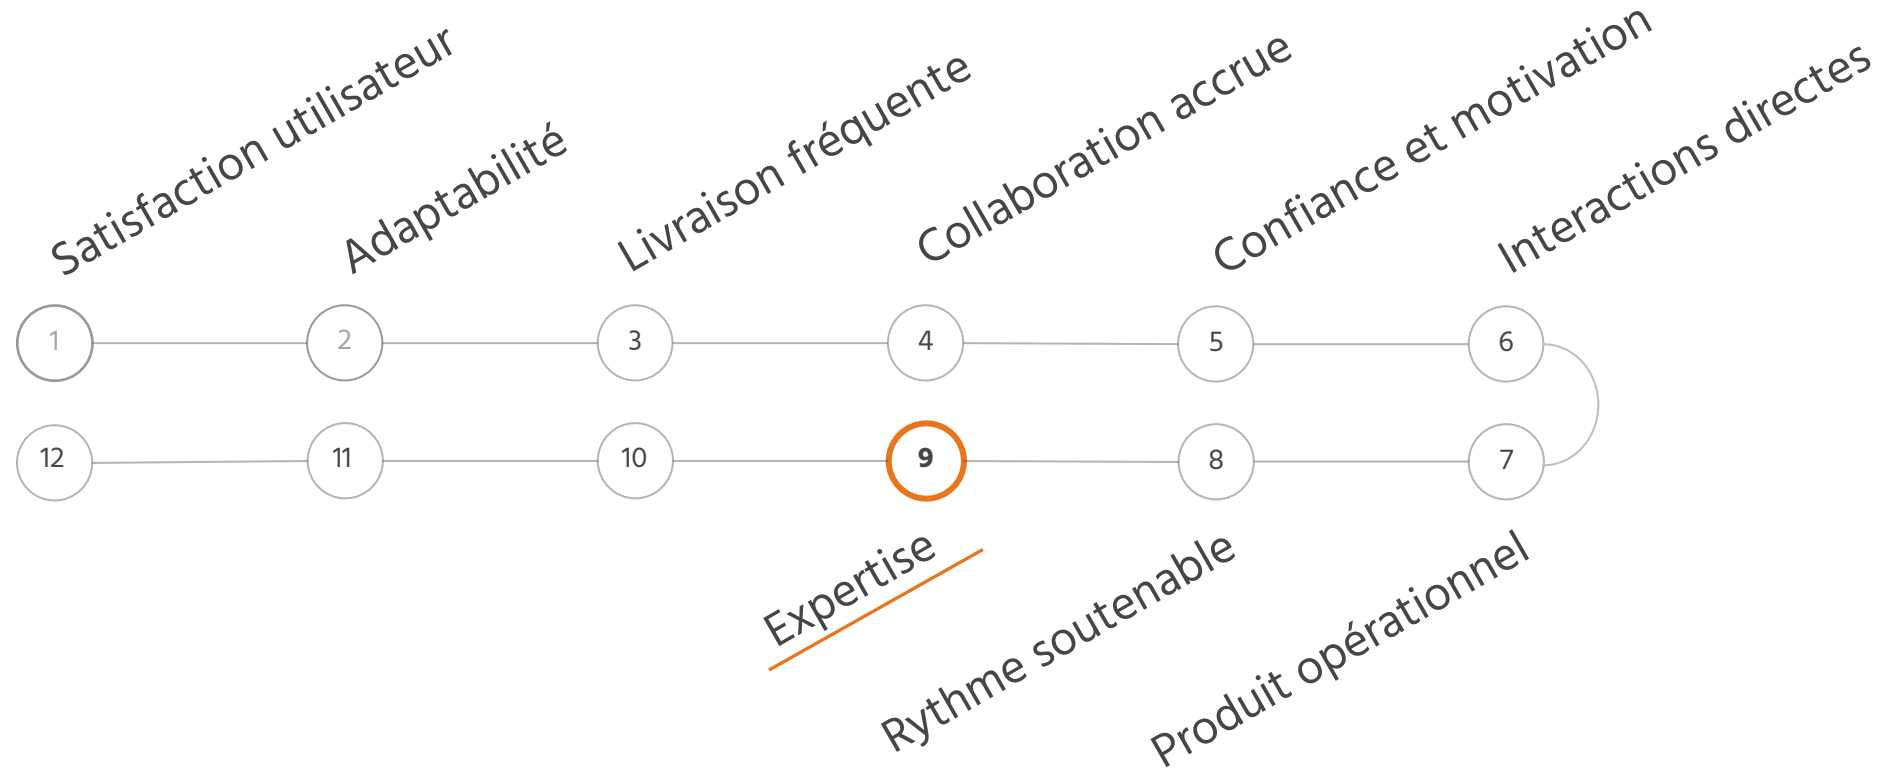 Satisfaction utilisateur
Adaptabilité
Livraison fréquente
Collaboration accrue
Confiance et motivation
Interactions directes
1
2
3
4
5
6
12
11
10
9
8
7
Expertise
Rythme soutenable
Produit opérationnel